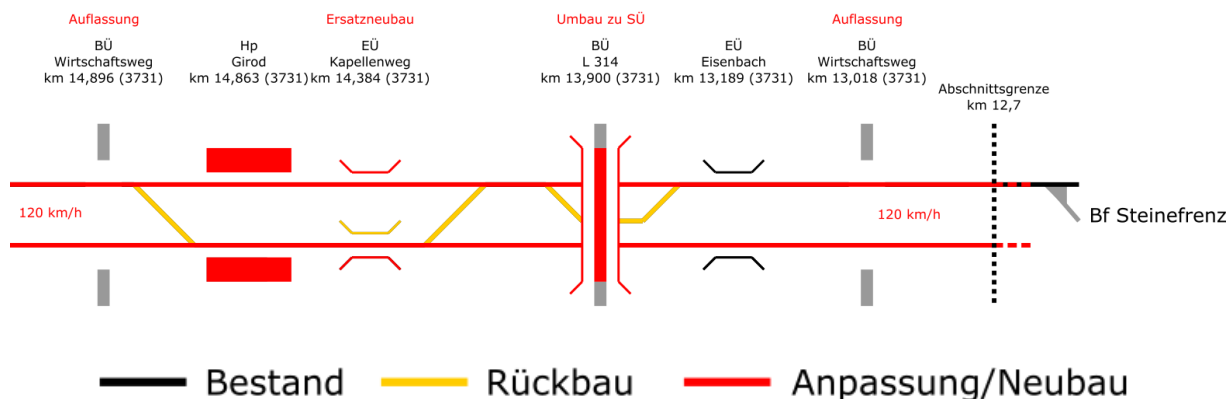 Auflassung
BÜ
Wirtschaftsweg
km 14,896 (3731)
Hp
Girod
km 14,863 (3731)
Ersatzneubau
EÜ
Kapellenweg
km 14,384 (3731)
Umbau zu SÜ
BÜ
L 314
km 13,900 (3731)
EÜ
Eisenbach
km 13,189 (3731)
Auflassung
BÜ
Wirtschaftsweg
km 13,018 (3731)
Abschnittsgrenze
km 12,7
120 km/h
120 km/h
Bf Steinefrenz
Bestand
Rückbau
Anpassung/Neubau